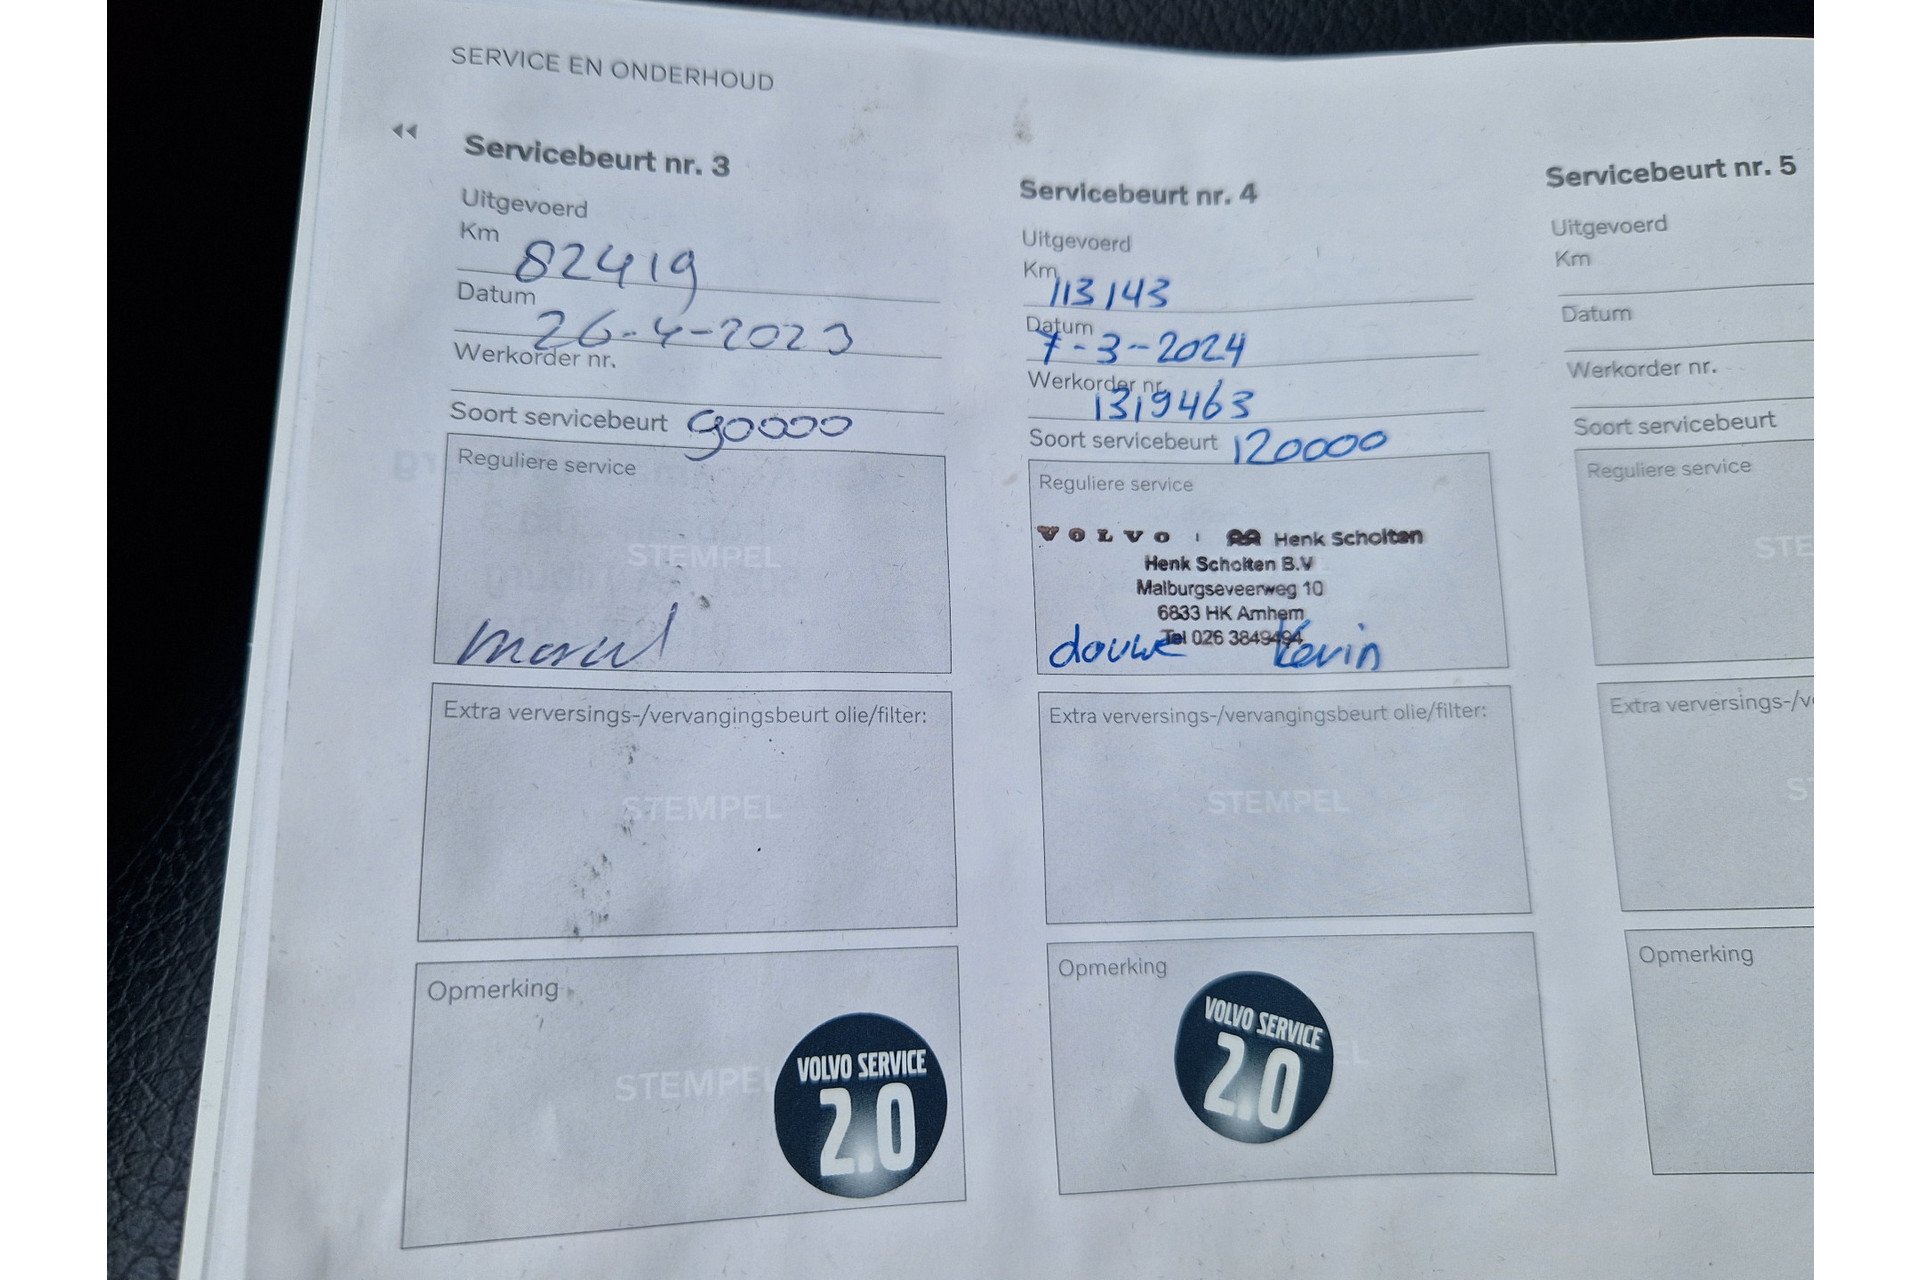 SERVICE EN ONDERHOUD
Servicebeurt nr. 3
Uitgevoerd
Km 82419
Datum 26-4-2023
Werkorder nr.
Soort servicebeurt 90000
Reguliere service
STEMPEL
Extra verversings-/vervangingsbeurt olie/filter:
STEMPEL
Opmerking
STEMPEL
VOLVO SERVICE
2.0
Servicebeurt nr. 4
Uitgevoerd
Km 113143
Datum 7-3-2024
Werkorder nr. 1319463
Soort servicebeurt 120000
Reguliere service
VOLVO Henk Scholten
Henk Scholten B.V
Malburgseveerweg 10
6833 HK Arnhem
Tel 026 3849494
douwe Kevin
Extra verversings-/vervangingsbeurt olie/filter:
STEMPEL
Opmerking
VOLVO SERVICE
2.0
Servicebeurt nr. 5
Uitgevoerd
Km
Datum
Werkorder nr.
Soort servicebeurt
Reguliere service
STE
Extra verversings-/v
S
Opmerking